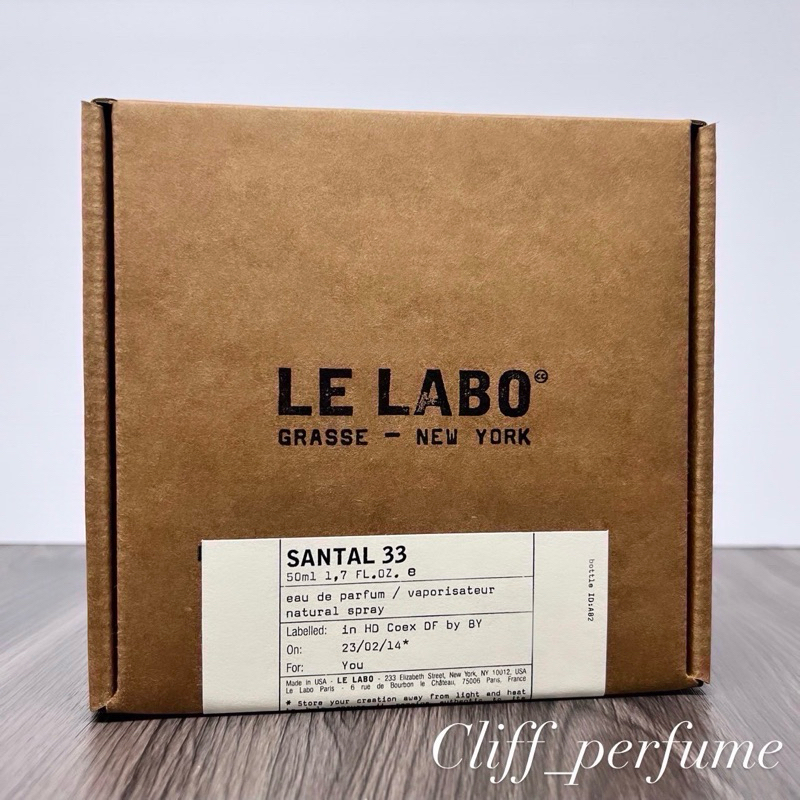 LE LABO
GRASSE — NEW YORK
SANTAL 33
50ml 1,7 FL.OZ. e
eau de parfum / vaporisateur
natural spray
Labelled: in HD Coex DF by BY
On: 23/02/14*
For: You
Made in USA - LE LABO - 233 Elizabeth Street, New York, NY 10012, USA
Le Labo Paris - 6 rue de Bourbon le Château, 75006 Paris, France
* Store your creation away from light and heat
bottle ID:A82
Cliff_perfume